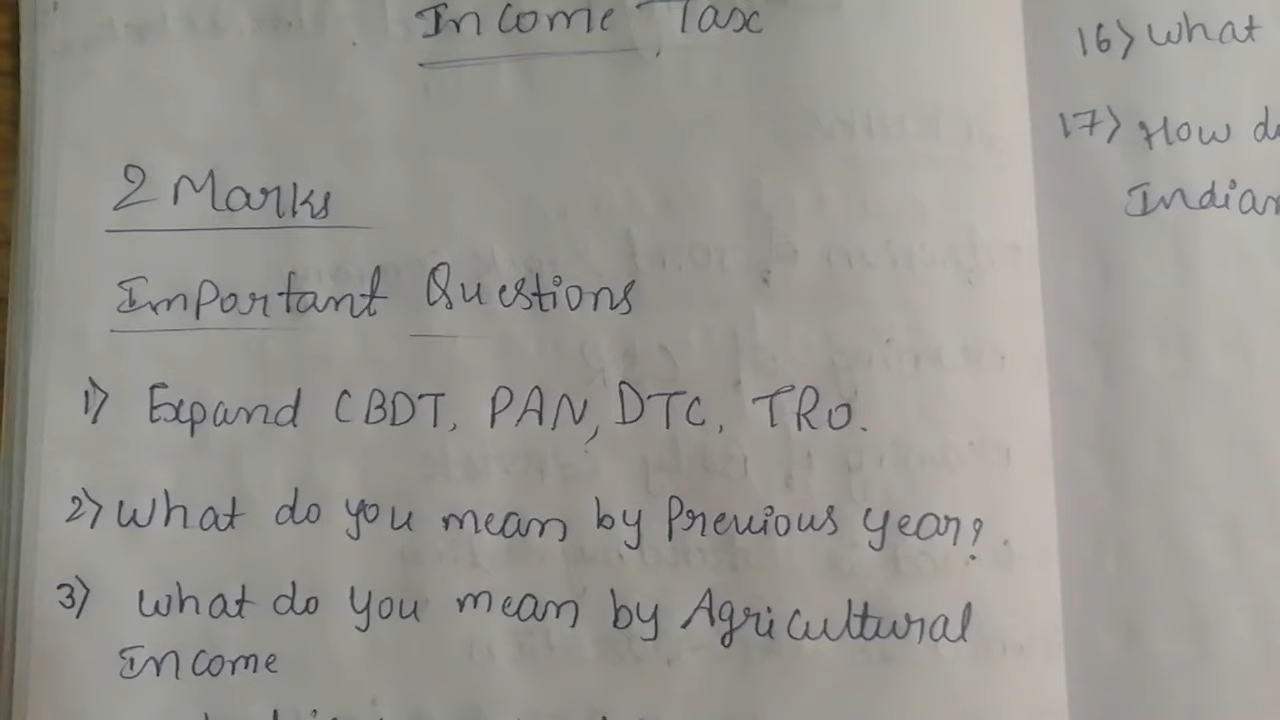 Income Tax
2 Marks
Important Questions
1) Expand CBDT, PAN, DTC, TRO.
2) What do you mean by Previous year?
3) What do you mean by Agricultural
Income
16) What
17) How d
Indian